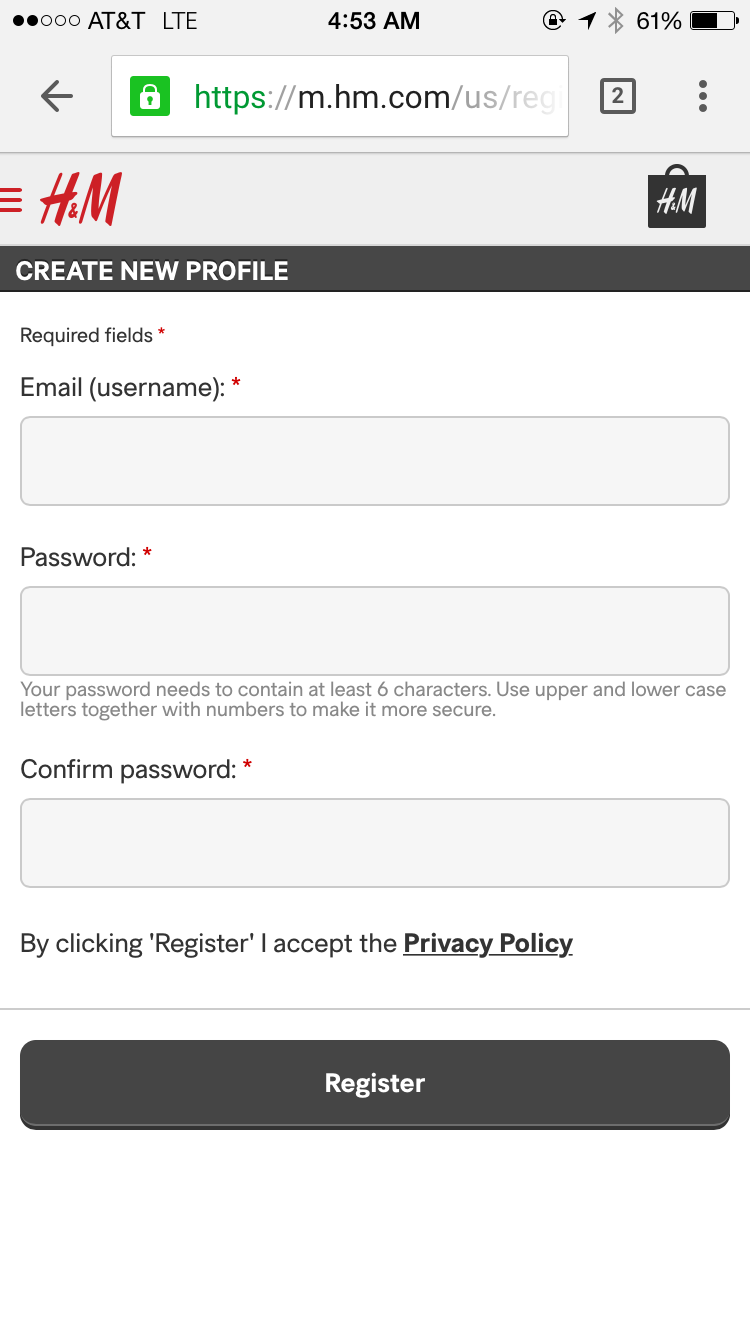 AT&T LTE 4:53 AM 61%
https://m.hm.com/us/regi 2
H&M H&M
CREATE NEW PROFILE
Required fields *
Email (username): *
Password: *
Your password needs to contain at least 6 characters. Use upper and lower case
letters together with numbers to make it more secure.
Confirm password: *
By clicking 'Register' I accept the Privacy Policy
Register